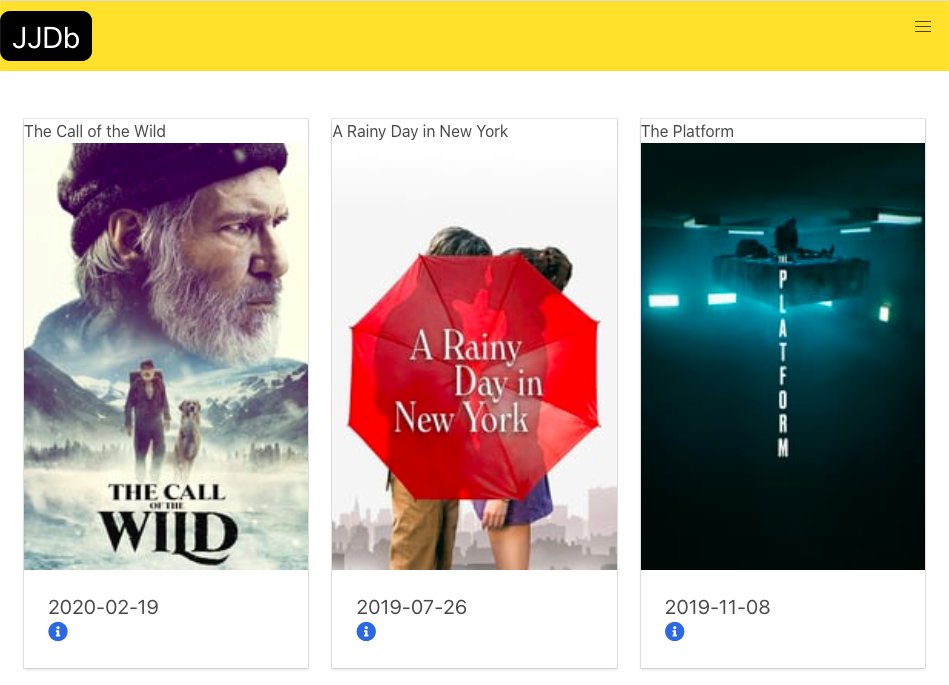 JJDb
The Call of the Wild
A Rainy Day in New York
The Platform
THE CALL
OF THE
WILD
A Rainy
Day in
New York
THE
PLATFORM
2020-02-19
2019-07-26
2019-11-08